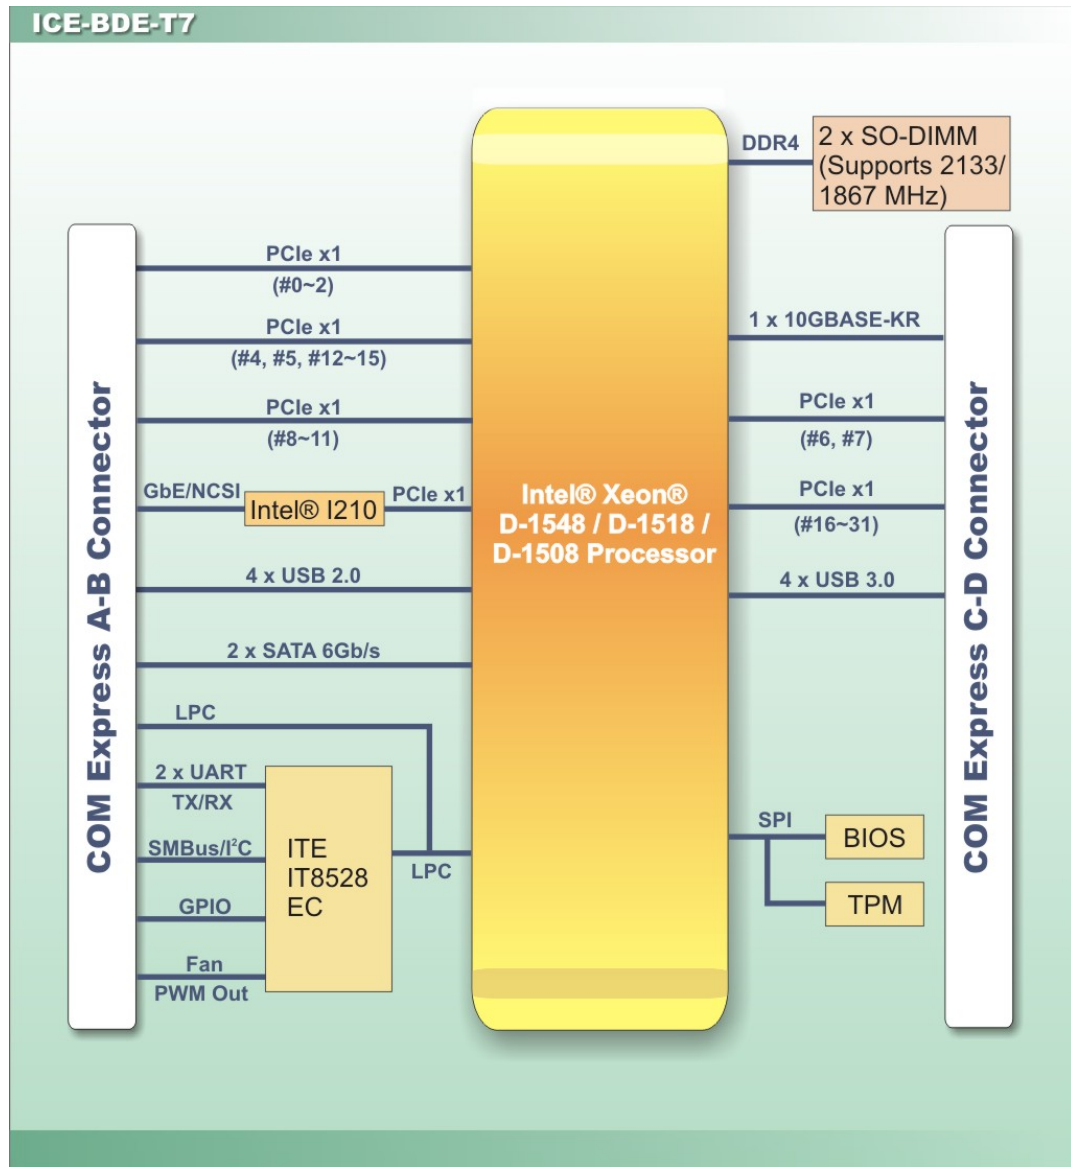 ICE-BDE-T7
DDR4
2 x SO-DIMM
(Supports 2133/
1867 MHz)
COM Express A-B Connector
PCIe x1
(#0~2)
PCIe x1
(#4, #5, #12~15)
PCIe x1
(#8~11)
GbE/NCSI
Intel® I210
PCIe x1
4 x USB 2.0
2 x SATA 6Gb/s
LPC
2 x UART
TX/RX
SMBus/I²C
GPIO
Fan
PWM Out
ITE
IT8528
EC
LPC
Intel® Xeon®
D-1548 / D-1518 /
D-1508 Processor
1 x 10GBASE-KR
PCIe x1
(#6, #7)
PCIe x1
(#16~31)
4 x USB 3.0
SPI
BIOS
TPM
COM Express C-D Connector